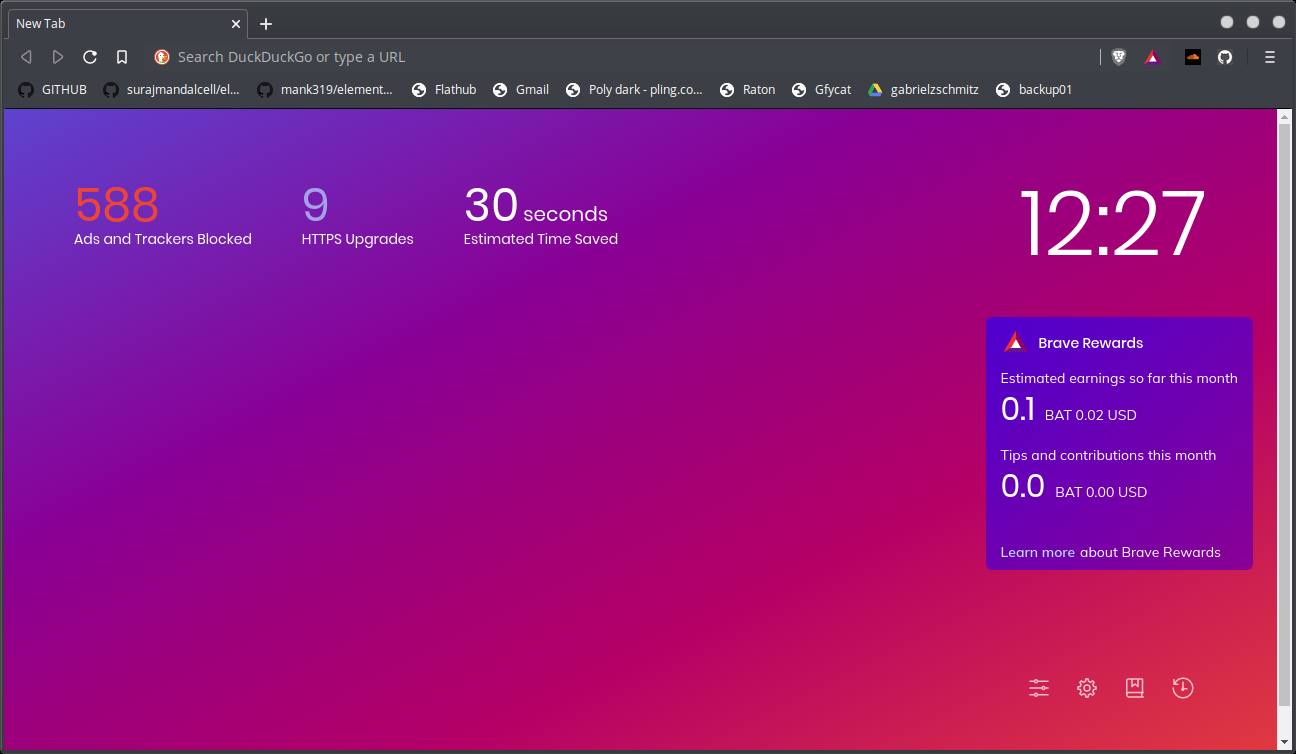 New Tab
Search DuckDuckGo or type a URL
GITHUB surajmandalcell/el... mank319/element... Flathub Gmail Poly dark - pling.co... Raton Gfycat gabrielzschmitz backup01
588 9 30 seconds
Ads and Trackers Blocked HTTPS Upgrades Estimated Time Saved
12:27
Brave Rewards
Estimated earnings so far this month
0.1 BAT 0.02 USD
Tips and contributions this month
0.0 BAT 0.00 USD
Learn more about Brave Rewards